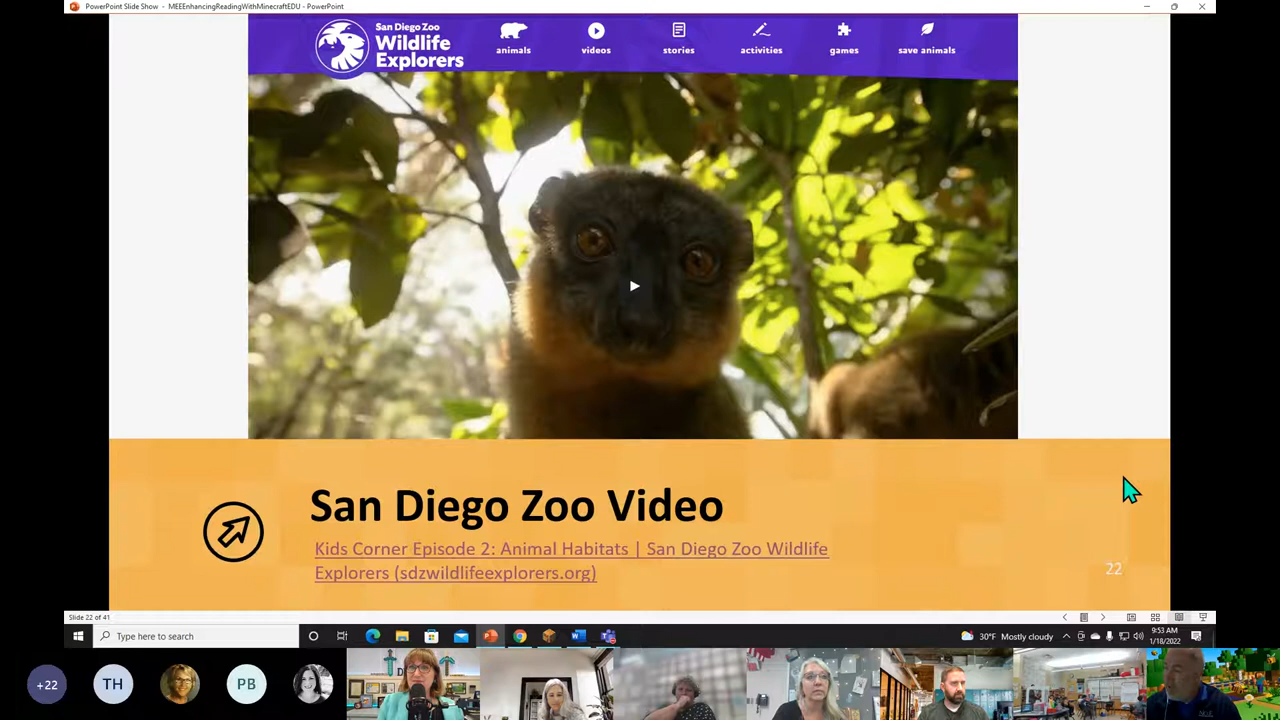 PowerPoint Slide Show - MEEEnhancingReadingWithMinecraftEDU - PowerPoint
San Diego Zoo
Wildlife
Explorers
animals
videos
stories
activities
games
save animals
San Diego Zoo Video
Kids Corner Episode 2: Animal Habitats | San Diego Zoo Wildlife
Explorers (sdzwildlifeexplorers.org)
22
Slide 22 of 41
Type here to search
30°F Mostly cloudy
9:53 AM
1/18/2022
+22
TH
PB